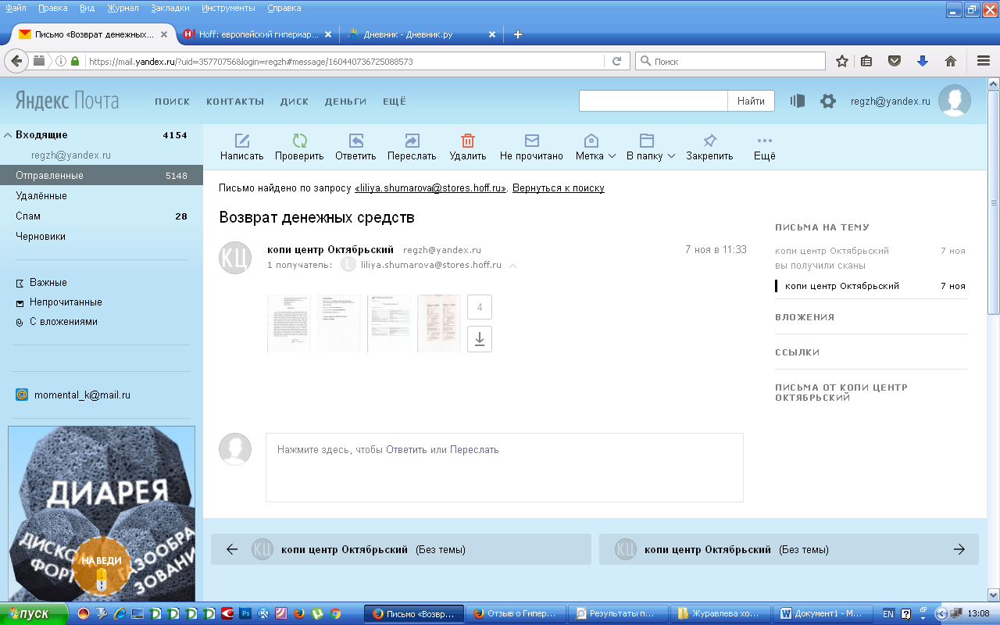 Файл Правка Вид Журнал Закладки Инструменты Справка
Письмо «Возврат денежных... Hoff: европейский гипермар... Дневник - Дневник.ру
https://mail.yandex.ru/?uid=35770756&login=regzh#message/160440736725088573 Поиск
Яндекс Почта ПОИСК КОНТАКТЫ ДИСК ДЕНЬГИ ЕЩЁ Найти regzh@yandex.ru
Входящие 4154
regzh@yandex.ru
Отправленные 5148
Удалённые
Спам 28
Черновики
Важные
Непрочитанные
С вложениями
momental_k@mail.ru
ДИАРЕЯ
ДИСКО
ФОРТ
ГАЗООБРА
ЗОВАНИ
НАВЕДИ
Написать Проверить Ответить Переслать Удалить Не прочитано Метка В папку Закрепить Ещё
Письмо найдено по запросу «liliya.shumarova@stores.hoff.ru». Вернуться к поиску
Возврат денежных средств
КЦ копи центр Октябрьский regzh@yandex.ru 7 ноя в 11:33
1 получатель: L liliya.shumarova@stores.hoff.ru
4
Нажмите здесь, чтобы Ответить или Переслать
ПИСЬМА НА ТЕМУ
копи центр Октябрьский 7 ноя
вы получили сканы
копи центр Октябрьский 7 ноя
ВЛОЖЕНИЯ
ССЫЛКИ
ПИСЬМА ОТ КОПИ ЦЕНТР
ОКТЯБРЬСКИЙ
КЦ копи центр Октябрьский (Без темы) КЦ копи центр Октябрьский (Без темы)
пуск Письмо «Возвр... Отзыв о Гипер... Результаты п... Журавлева хо... Документ1 - М... EN 13:08